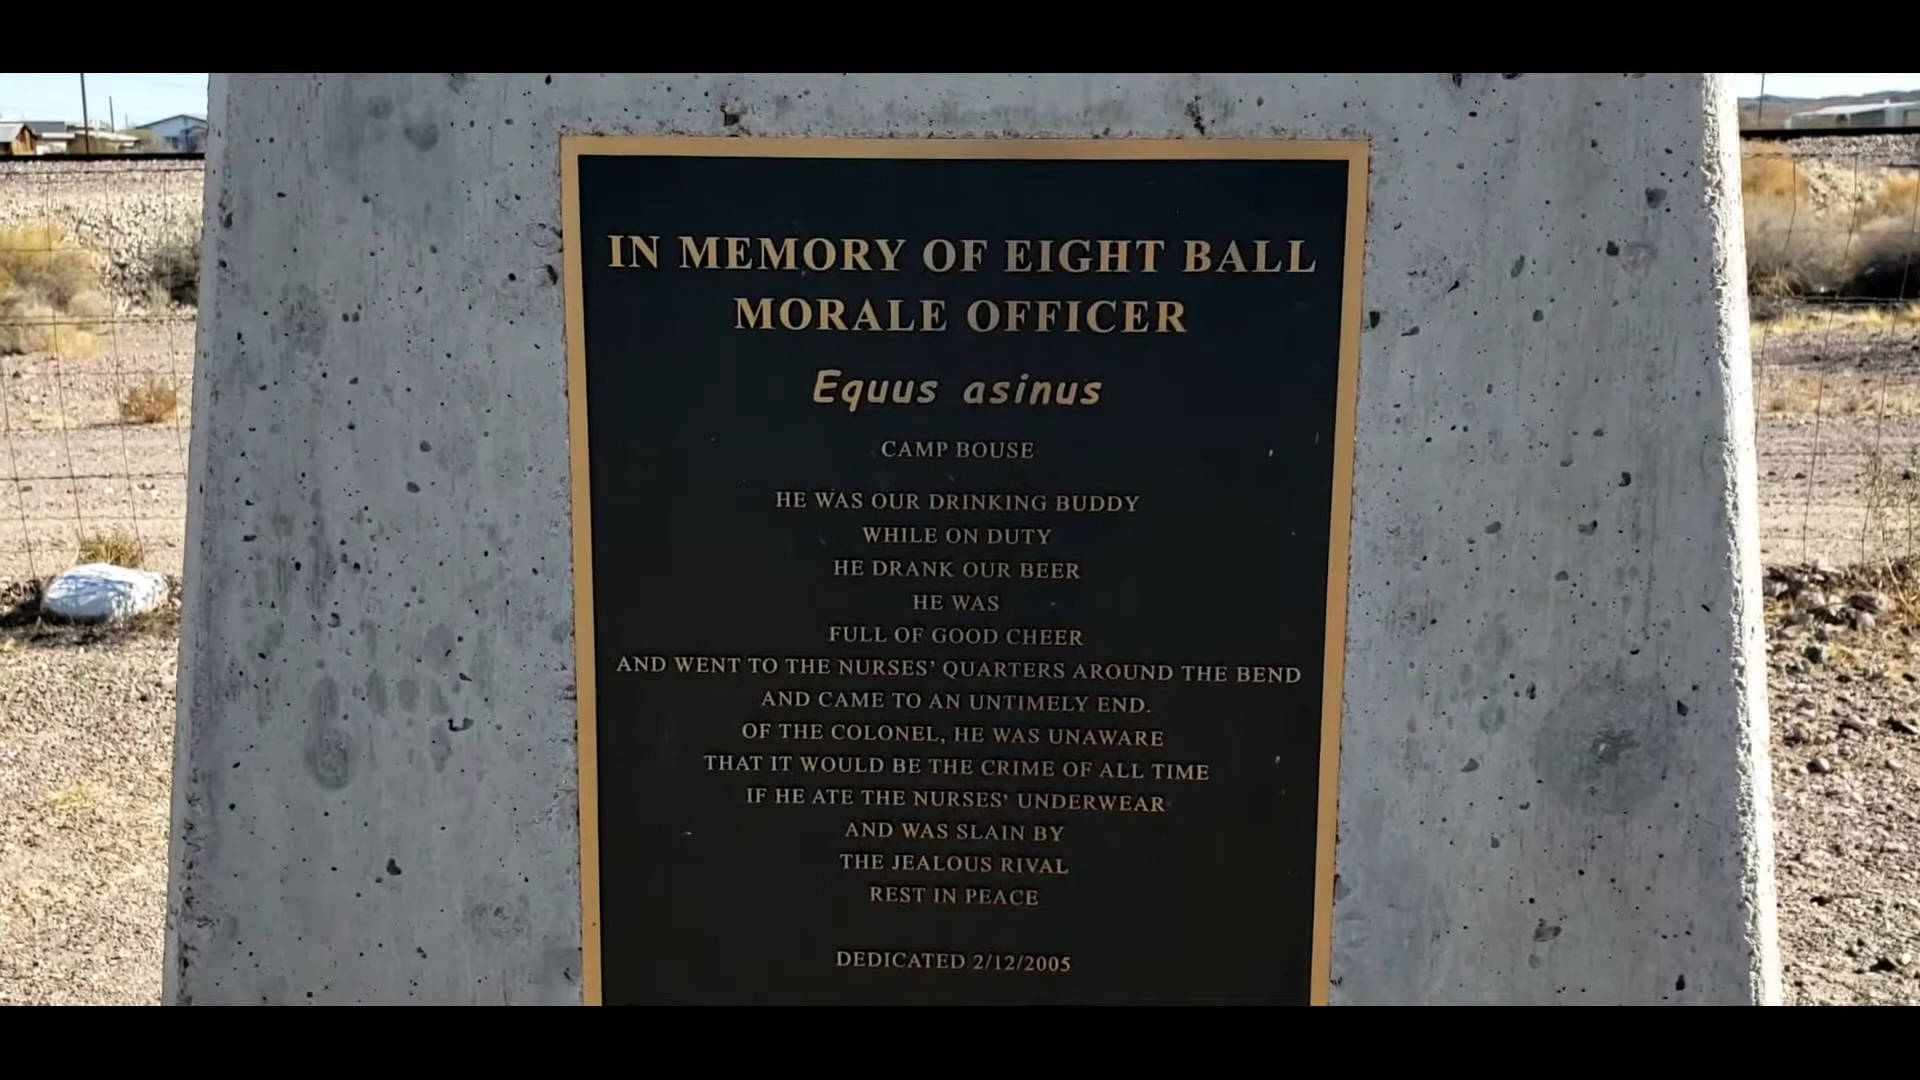 IN MEMORY OF EIGHT BALL
MORALE OFFICER
Equus asinus
CAMP BOUSE
HE WAS OUR DRINKING BUDDY
WHILE ON DUTY
HE DRANK OUR BEER
HE WAS
FULL OF GOOD CHEER
AND WENT TO THE NURSES' QUARTERS AROUND THE BEND
AND CAME TO AN UNTIMELY END.
OF THE COLONEL, HE WAS UNAWARE
THAT IT WOULD BE THE CRIME OF ALL TIME
IF HE ATE THE NURSES' UNDERWEAR
AND WAS SLAIN BY
THE JEALOUS RIVAL
REST IN PEACE
DEDICATED 2/12/2005